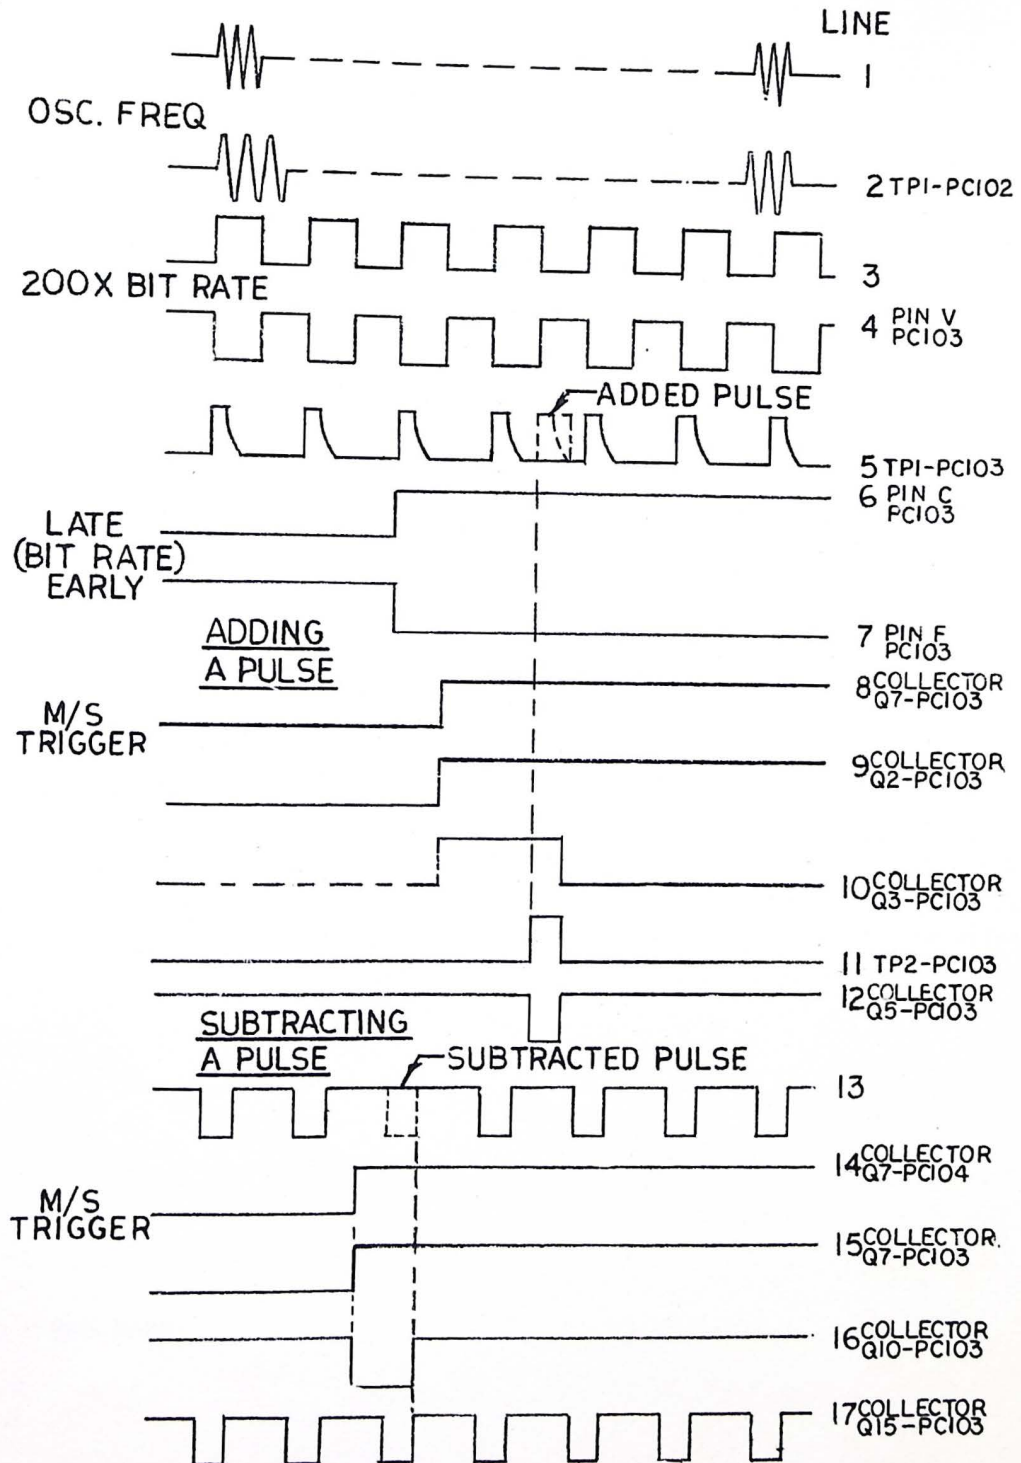 LINE
1
OSC. FREQ
2 TP1-PC102
3
200X BIT RATE
4 PIN V
PC103
ADDED PULSE
5 TP1-PC103
6 PIN C
PC103
LATE
(BIT RATE)
EARLY
7 PIN F
PC103
ADDING
A PULSE
8 COLLECTOR
Q7-PC103
M/S
TRIGGER
9 COLLECTOR
Q2-PC103
10 COLLECTOR
Q3-PC103
11 TP2-PC103
12 COLLECTOR
Q5-PC103
SUBTRACTING
A PULSE
SUBTRACTED PULSE
13
14 COLLECTOR
Q7-PC104
M/S
TRIGGER
15 COLLECTOR
Q7-PC103
16 COLLECTOR
Q10-PC103
17 COLLECTOR
Q15-PC103